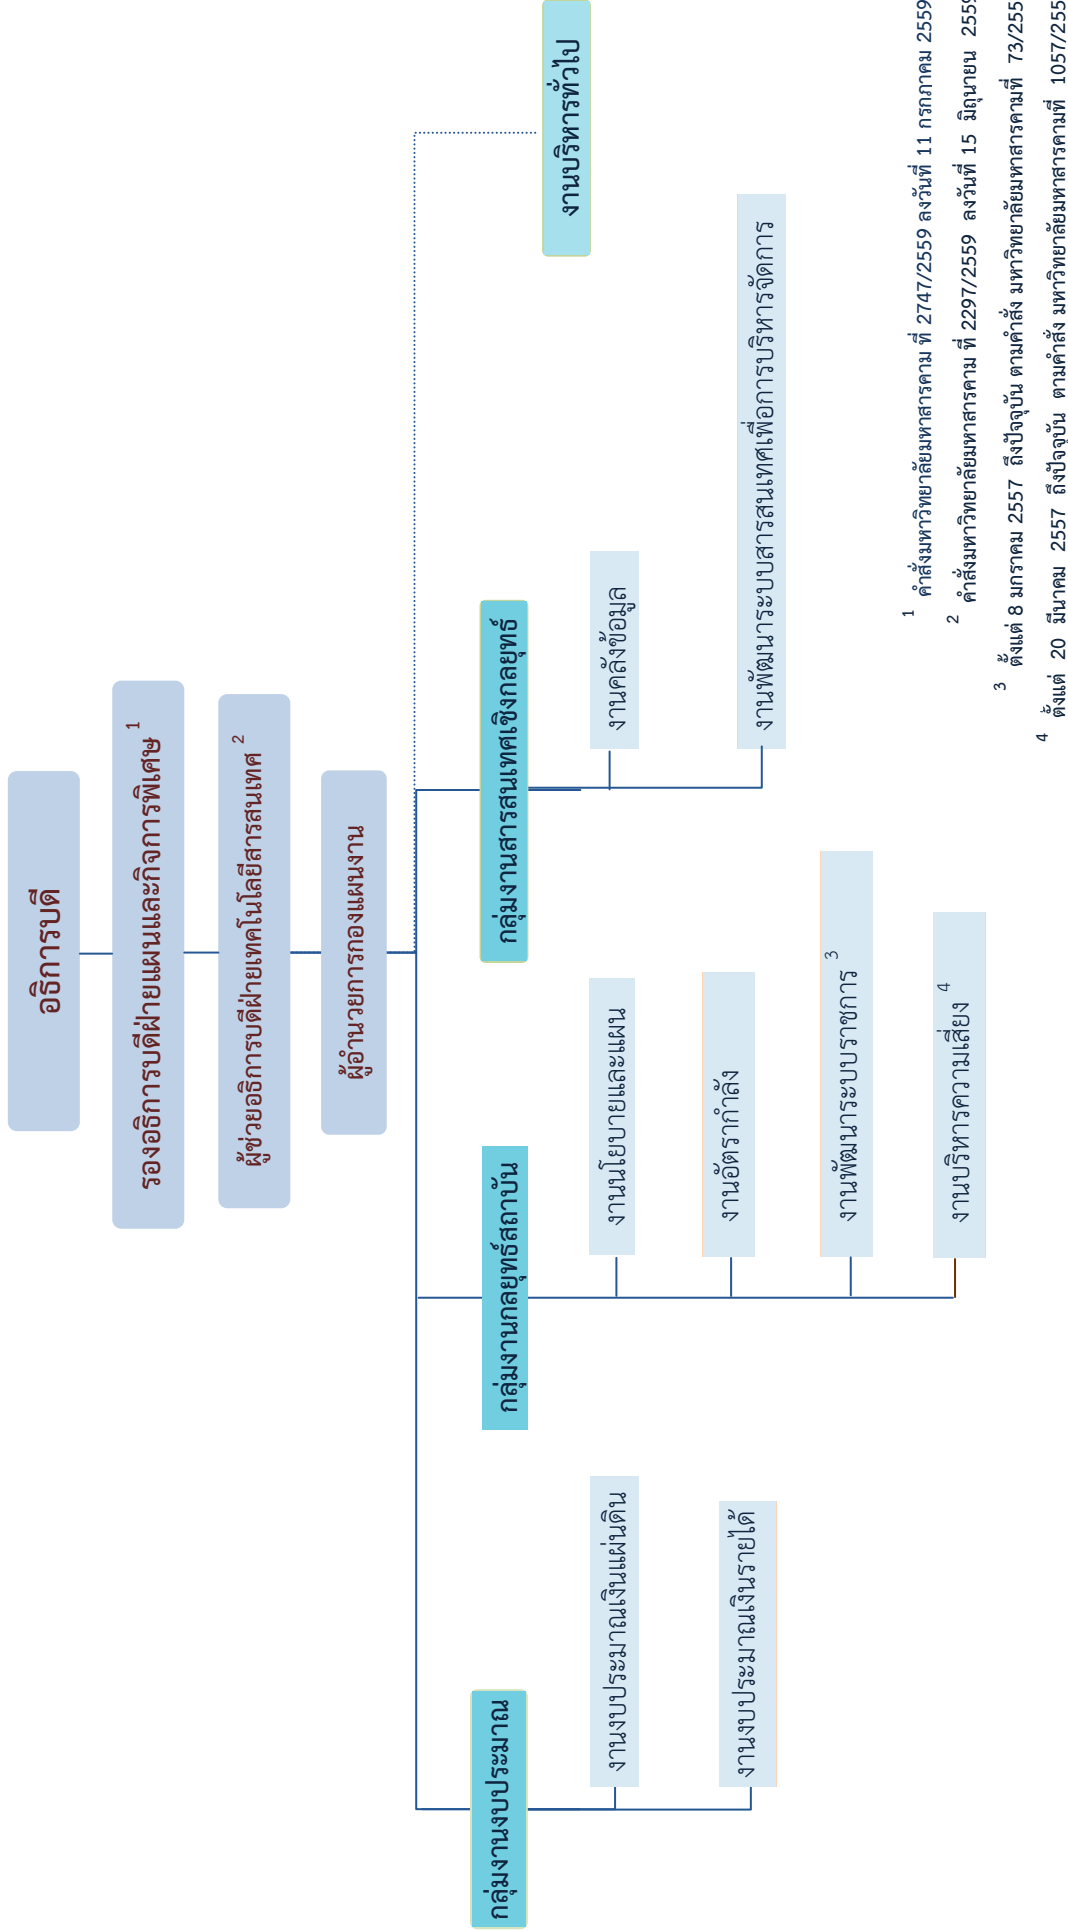 อธิการบดี
รองอธิการบดีฝ่ายแผนและกิจการพิเศษ 1
ผู้ช่วยอธิการบดีฝ่ายเทคโนโลยีสารสนเทศ 2
ผู้อำนวยการกองแผนงาน
กลุ่มงานงบประมาณ
งานงบประมาณเงินแผ่นดิน
งานงบประมาณเงินรายได้
กลุ่มงานกลยุทธ์สถาบัน
งานนโยบายและแผน
งานอัตรากำลัง
งานพัฒนาระบบราชการ 3
งานบริหารความเสี่ยง 4
กลุ่มงานสารสนเทศเชิงกลยุทธ์
งานคลังข้อมูล
งานพัฒนาระบบสารสนเทศเพื่อการบริหารจัดการ
งานบริหารทั่วไป
1 คำสั่งมหาวิทยาลัยมหาสารคาม ที่ 2747/2559 ลงวันที่ 11 กรกภาคม 2559
2 คำสั่งมหาวิทยาลัยมหาสารคาม ที่ 2297/2559 ลงวันที่ 15 มิถุนายน 2559
3 ตั้งแต่ 8 มกราคม 2557 ถึงปัจจุบัน ตามคำสั่ง มหาวิทยาลัยมหาสารคามที่ 73/255
4 ตั้งแต่ 20 มีนาคม 2557 ถึงปัจจุบัน ตามคำสั่ง มหาวิทยาลัยมหาสารคามที่ 1057/255